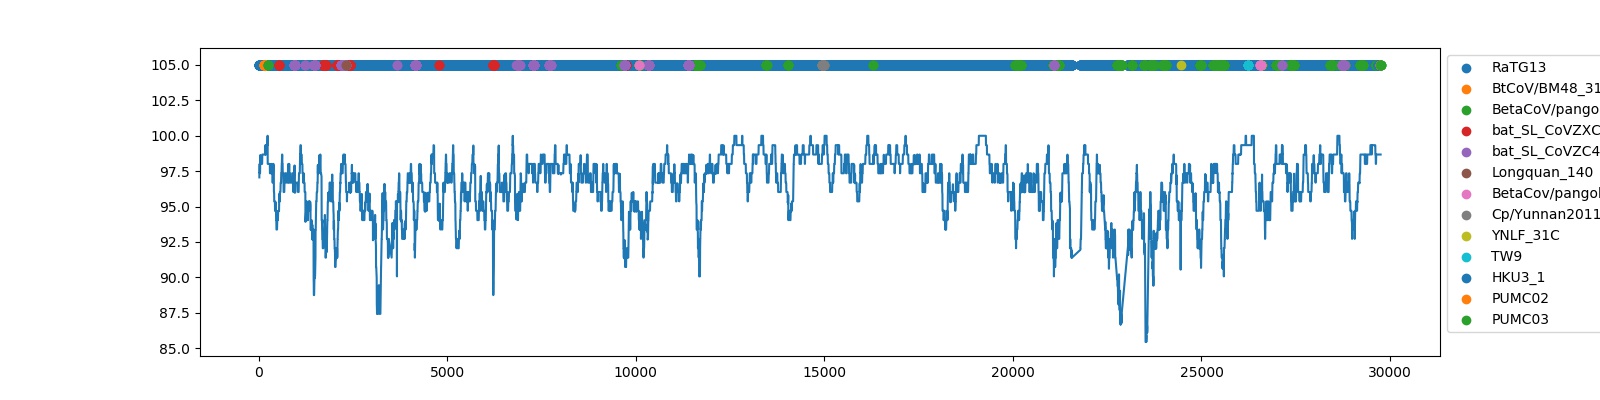 105.0
102.5
100.0
97.5
95.0
92.5
90.0
87.5
85.0
0
5000
10000
15000
20000
25000
30000
RaTG13
BtCoV/BM48_31
BetaCoV/pango
bat_SL_CoVZXC
bat_SL_CoVZC4
Longquan_140
BetaCov/pangol
Cp/Yunnan2011
YNLF_31C
TW9
HKU3_1
PUMC02
PUMC03